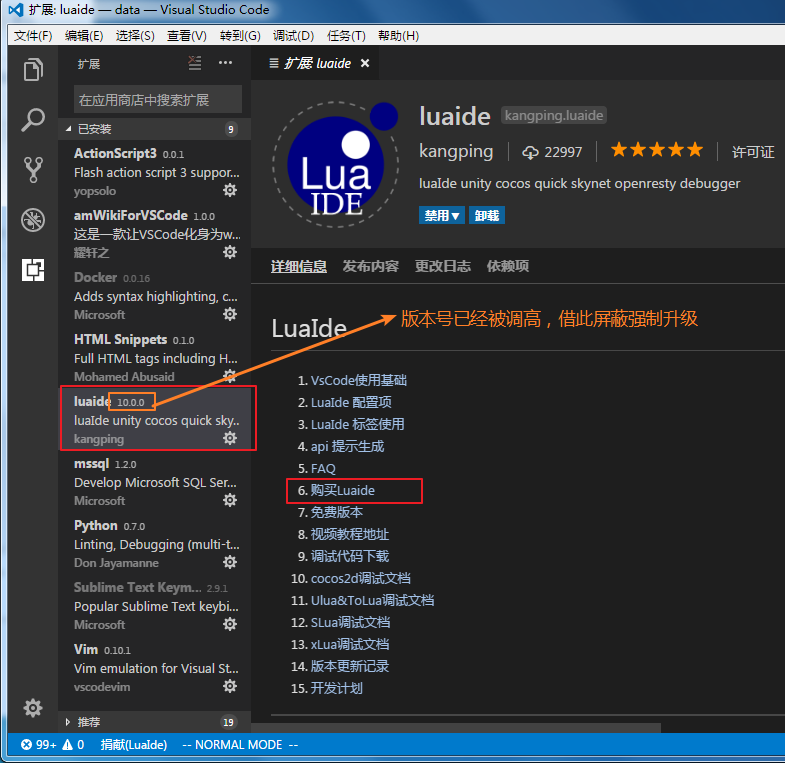 扩展: luaide — data — Visual Studio Code
文件(F) 编辑(E) 选择(S) 查看(V) 转到(G) 调试(D) 任务(T) 帮助(H)
扩展
在应用商店中搜索扩展
已安装 9
ActionScript3 0.0.1
Flash action script 3 suppor...
yopsolo
amWikiForVSCode 1.0.0
这是一款让VSCode化身为w...
耀轩之
Docker 0.0.16
Adds syntax highlighting, c...
Microsoft
HTML Snippets 0.1.0
Full HTML tags including H...
Mohamed Abusaid
luaide 10.0.0
luaIde unity cocos quick sky..
kangping
mssql 1.2.0
Develop Microsoft SQL Ser...
Microsoft
Python 0.7.0
Linting, Debugging (multi-t...
Don Jayamanne
Sublime Text Keym... 2.9.1
Popular Sublime Text keybi...
Microsoft
Vim 0.10.1
Vim emulation for Visual St...
vscodevim
推荐 19
扩展 luaide
Lua
IDE
luaide kangping.luaide
kangping 22997 许可证
luaIde unity cocos quick skynet openresty debugger
禁用 卸载
详细信息 发布内容 更改日志 依赖项
版本号已经被调高，借此屏蔽强制升级
LuaIde
1. VsCode使用基础
2. LuaIde 配置项
3. LuaIde 标签使用
4. api 提示生成
5. FAQ
6. 购买Luaide
7. 免费版本
8. 视频教程地址
9. 调试代码下载
10. cocos2d调试文档
11. Ulua&ToLua调试文档
12. SLua调试文档
13. xLua调试文档
14. 版本更新记录
15. 开发计划
99+ 0 捐献(LuaIde) -- NORMAL MODE --